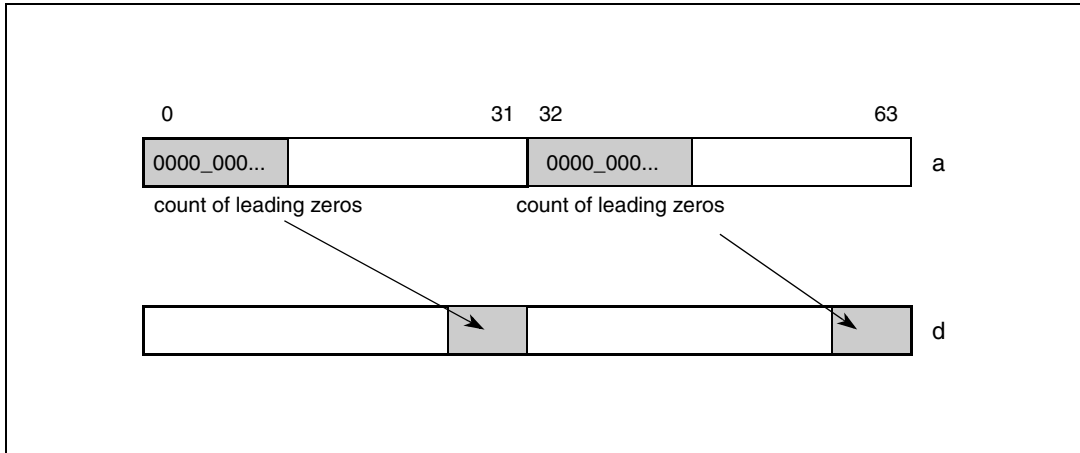 0 31 32 63
0000_000... 0000_000... a
count of leading zeros count of leading zeros
d